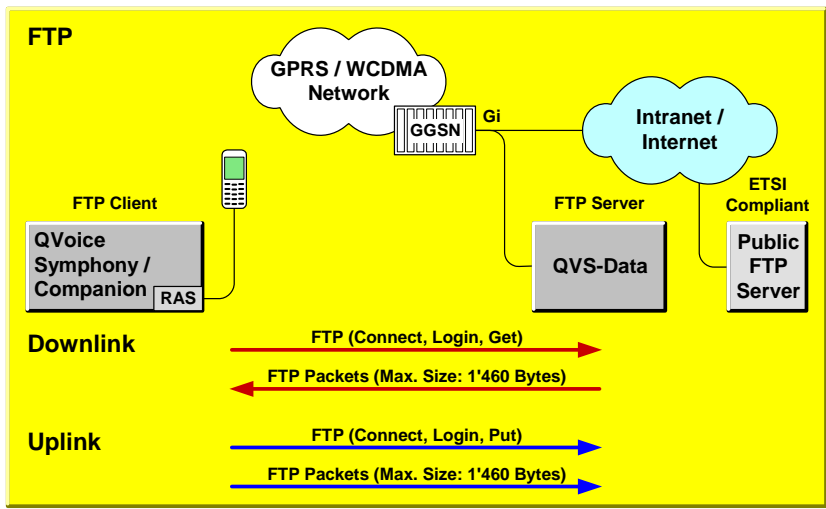 FTP
GPRS / WCDMA
Network
GGSN
Gi
Intranet /
Internet
FTP Client
FTP Server
ETSI
Compliant
QVoice
Symphony /
Companion
RAS
QVS-Data
Public
FTP
Server
Downlink
FTP (Connect, Login, Get)
FTP Packets (Max. Size: 1'460 Bytes)
Uplink
FTP (Connect, Login, Put)
FTP Packets (Max. Size: 1'460 Bytes)